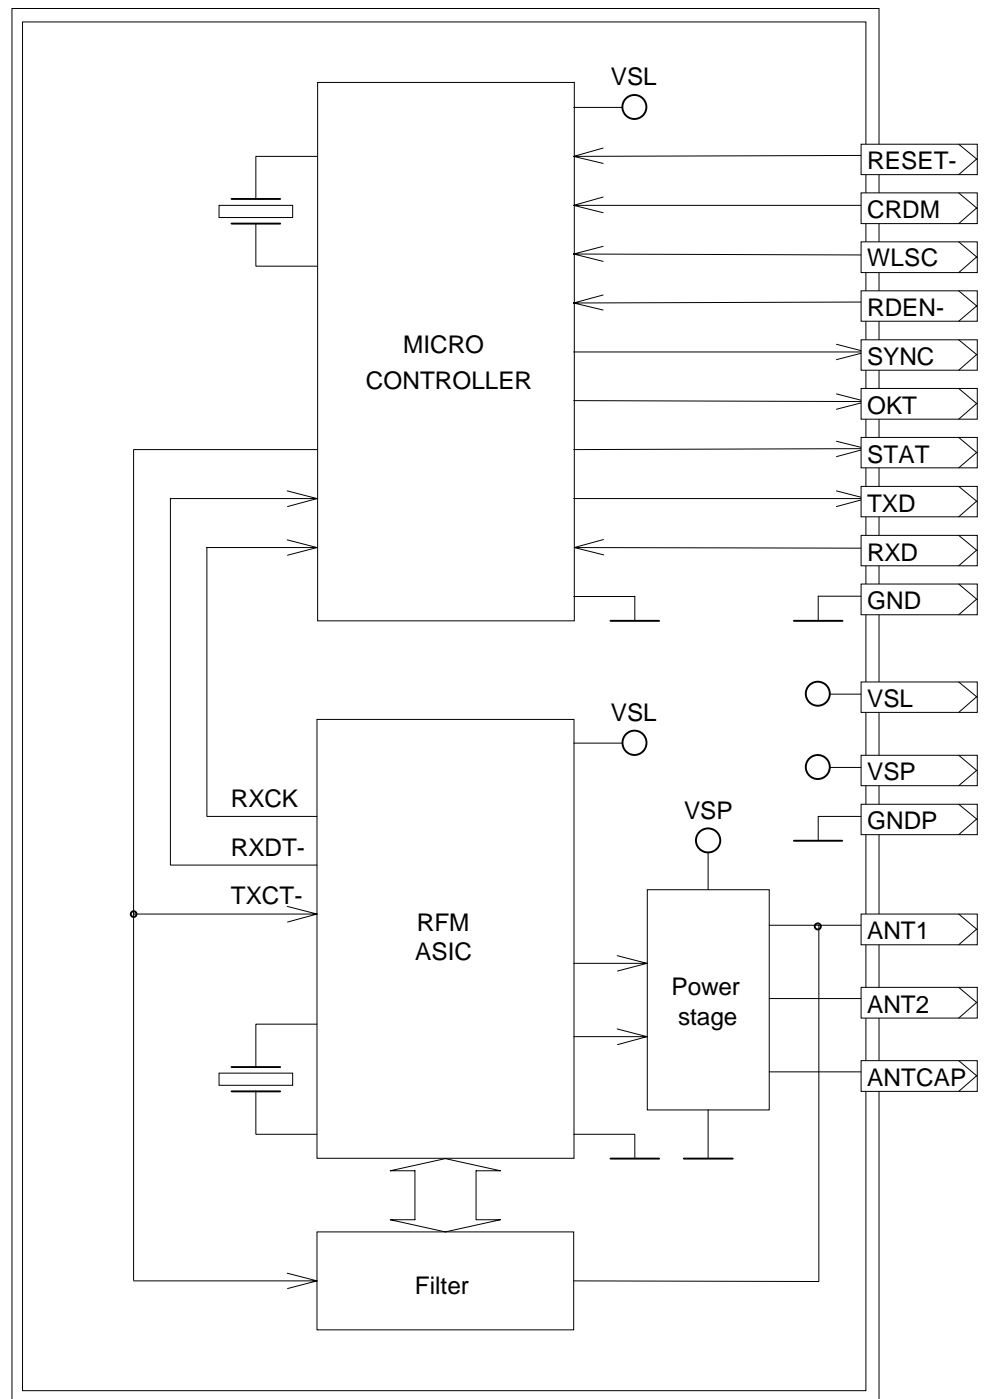 VSL
RESET-
CRDM
WLSC
RDEN-
MICRO
CONTROLLER
SYNC
OKT
STAT
TXD
RXD
GND
VSL
VSL
VSP
RXCK
VSP
GNDP
RXDT-
TXCT-
RFM
ASIC
ANT1
Power
stage
ANT2
ANTCAP
Filter